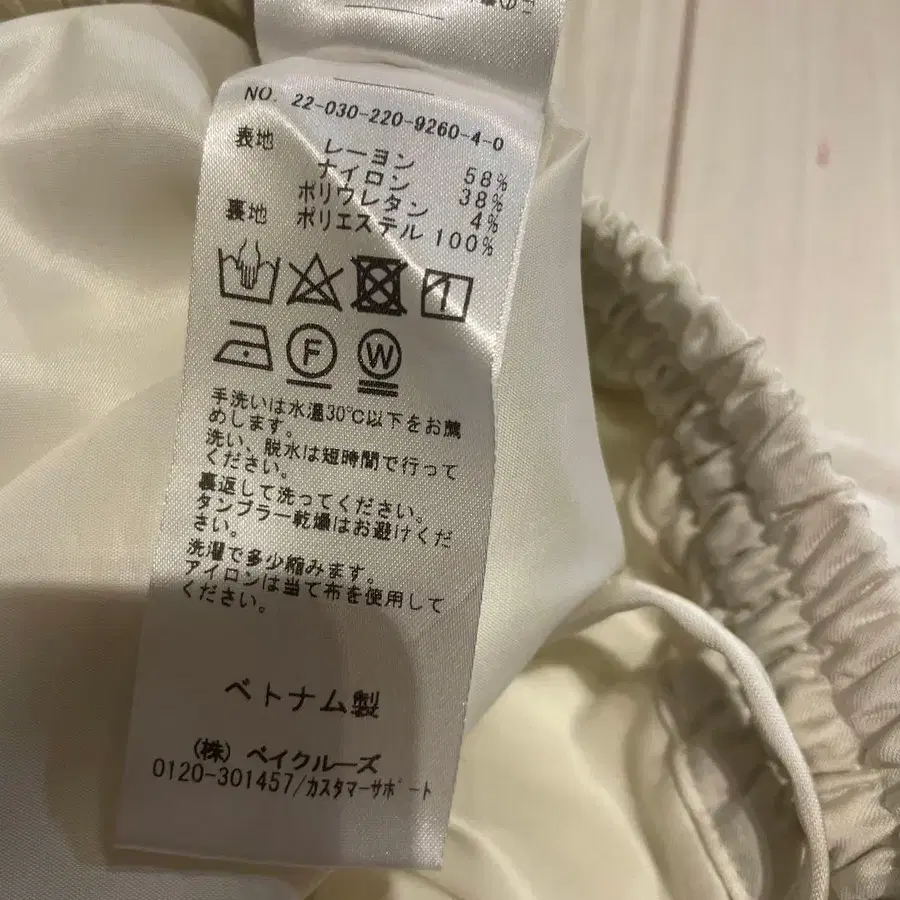 NO. 22-030-220-9260-4-0
表地 レーヨン 58%
ナイロン 38%
ポリウレタン 4%
裏地 ポリエステル 100%
F W
手洗いは水温30℃以下をお薦
めします。
洗い、脱水は短時間で行って
ください。
裏返して洗ってください。
タンブラー乾燥はお避けくだ
さい。
洗濯で多少縮みます。
アイロンは当て布を使用して
ください。
ベトナム製
(株) ベイクルーズ
0120-301457/カスタマーサポート